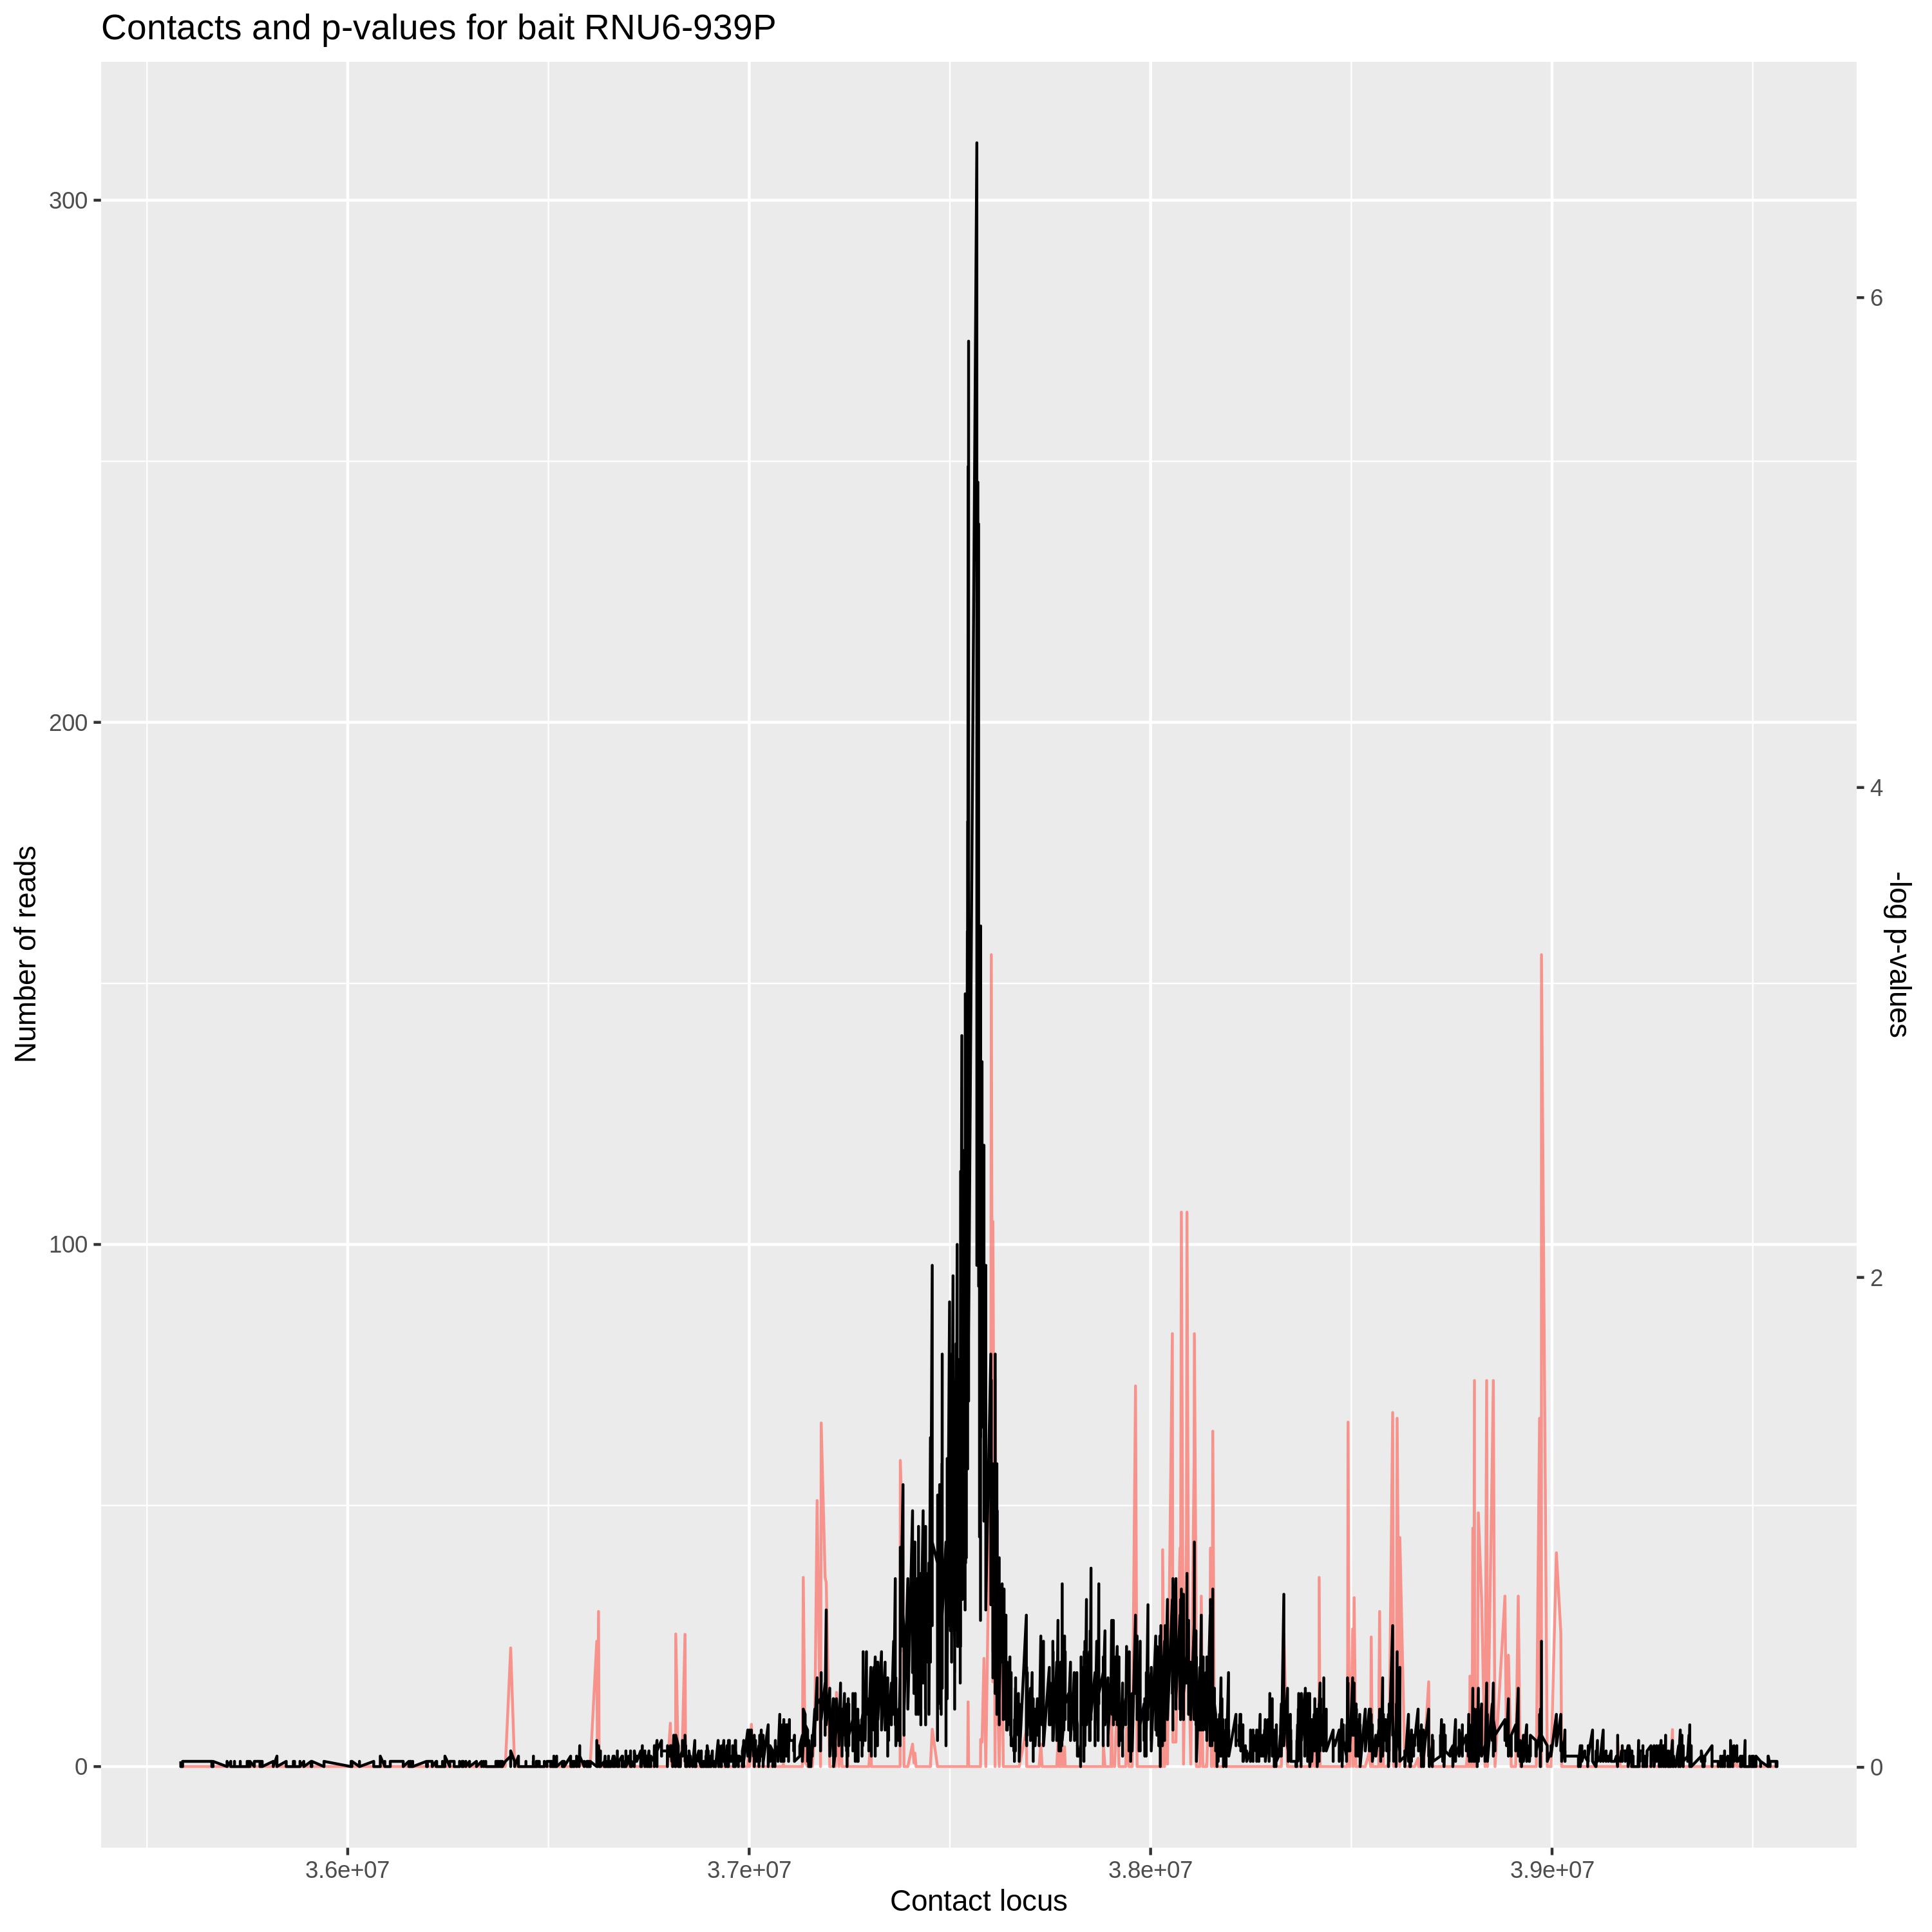 Contacts and p-values for bait RNU6-939P
300
200
100
0
Number of reads
6
4
2
0
-log p-values
3.6e+07
3.7e+07
3.8e+07
3.9e+07
Contact locus